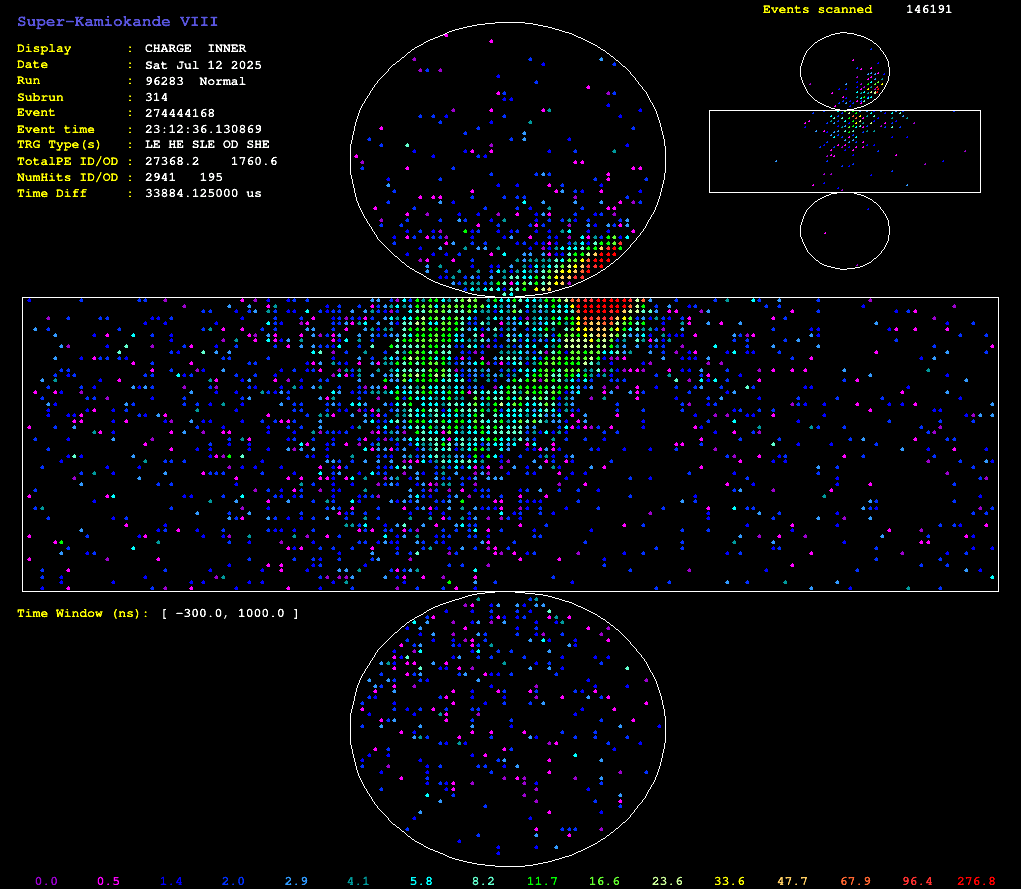 Super-Kamiokande VIII
Events scanned 146191
Display : CHARGE INNER
Date : Sat Jul 12 2025
Run : 96283 Normal
Subrun : 314
Event : 274444168
Event time : 23:12:36.130869
TRG Type(s) : LE HE SLE OD SHE
TotalPE ID/OD : 27368.2 1760.6
NumHits ID/OD : 2941 195
Time Diff : 33884.125000 us
Time Window (ns): [ -300.0, 1000.0 ]
0.0 0.5 1.4 2.0 2.9 4.1 5.8 8.2 11.7 16.6 23.6 33.6 47.7 67.9 96.4 276.8